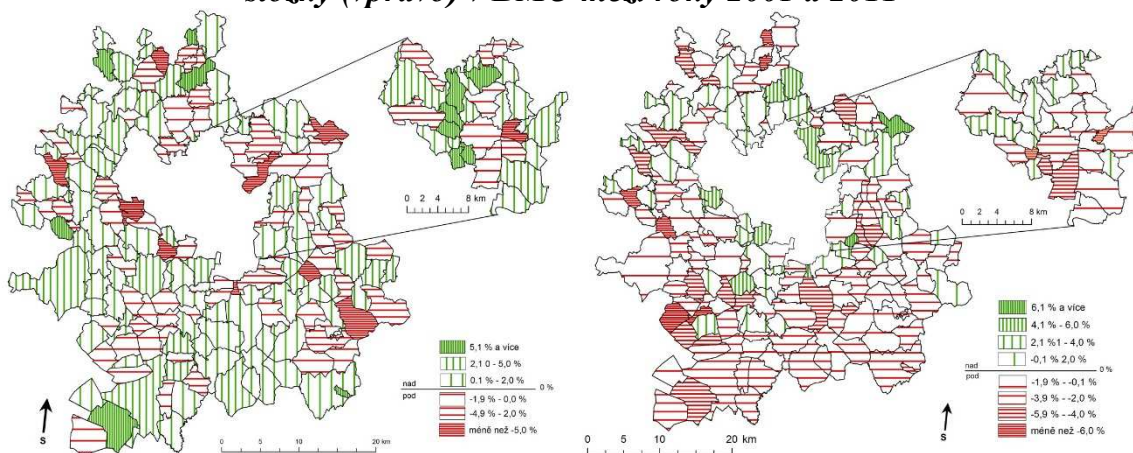 složky (vpravo) v BMO mezi roky 2001 a 2011
0 2 4 8 km
5,1 % a více
2,1 0 - 5,0 %
0.1 % - 2,0 %
nad
pod
0 %
-1,9 % - 0,0 %
-4,9 % - 2,0 %
méně než -5,0 %
S
0 5 10 20 km
0 2 4 8 km
6,1 % a více
4,1 % - 6,0 %
2,1 %1 - 4,0 %
-0,1 % 2,0 %
nad
pod
0 %
-1,9 % - -0,1 %
-3,9 % - -2,0 %
-5,9 % - -4,0 %
méně než -6,0 %
S
0 5 10 20 km